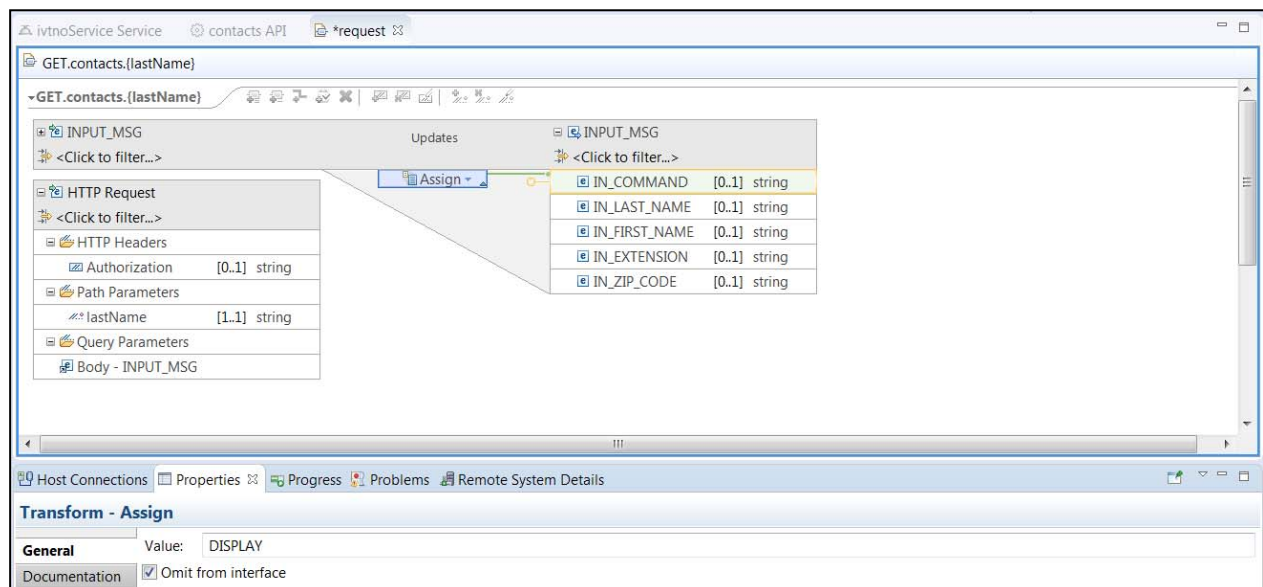 ivtnoService Service contacts API *request
GET.contacts.{lastName}
GET.contacts.{lastName}
INPUT_MSG Updates INPUT_MSG
<Click to filter...> <Click to filter...>
Assign IN_COMMAND [0..1] string
HTTP Request
IN_LAST_NAME [0..1] string
<Click to filter...>
IN_FIRST_NAME [0..1] string
HTTP Headers
IN_EXTENSION [0..1] string
Authorization [0..1] string
IN_ZIP_CODE [0..1] string
Path Parameters
lastName [1..1] string
Query Parameters
Body - INPUT_MSG
Host Connections Properties Progress Problems Remote System Details
Transform - Assign
General Value: DISPLAY
Documentation Omit from interface